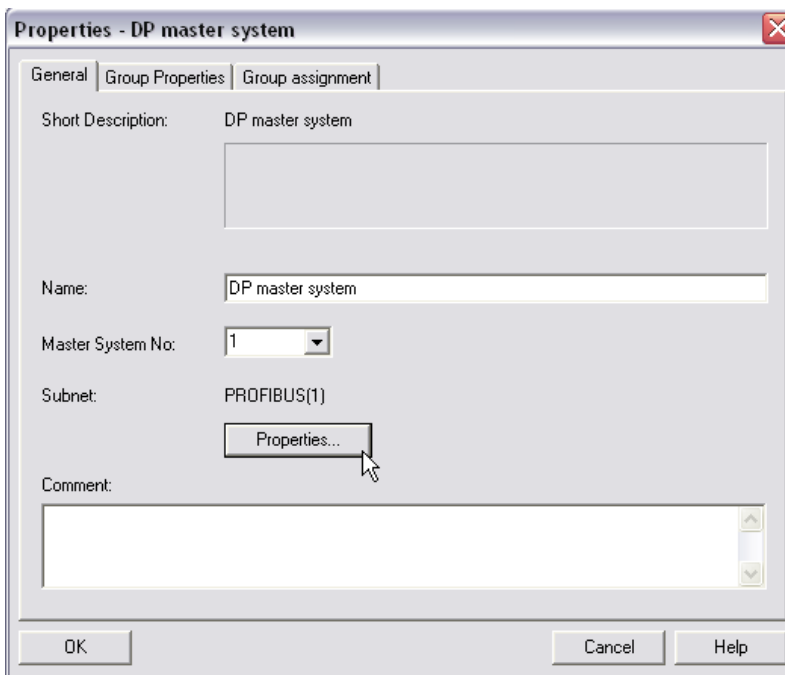 Properties - DP master system
General Group Properties Group assignment
Short Description: DP master system
Name: DP master system
Master System No: 1
Subnet: PROFIBUS(1)
Properties...
Comment:
OK Cancel Help